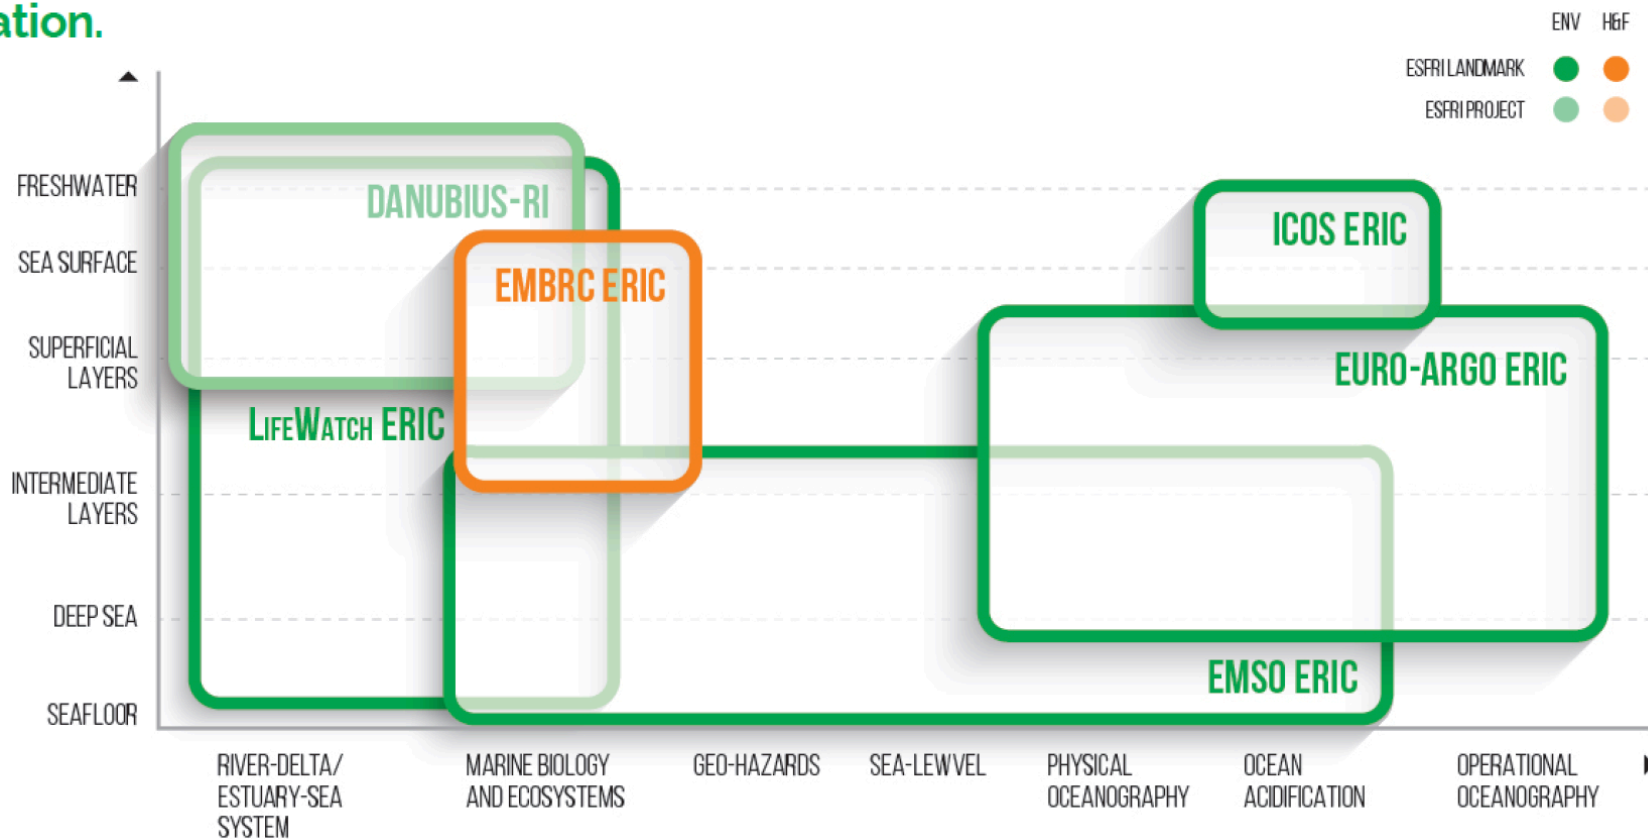 ation.
ENV H&F
ESFRI LANDMARK
ESFRI PROJECT
FRESHWATER
SEA SURFACE
SUPERFICIAL
LAYERS
INTERMEDIATE
LAYERS
DEEP SEA
SEAFLOOR
DANUBIUS-RI
EMBRC ERIC
LIFEWATCH ERIC
ICOS ERIC
EURO-ARGO ERIC
EMSO ERIC
RIVER-DELTA/
ESTUARY-SEA
SYSTEM
MARINE BIOLOGY
AND ECOSYSTEMS
GEO-HAZARDS
SEA-LEWVEL
PHYSICAL
OCEANOGRAPHY
OCEAN
ACIDIFICATION
OPERATIONAL
OCEANOGRAPHY